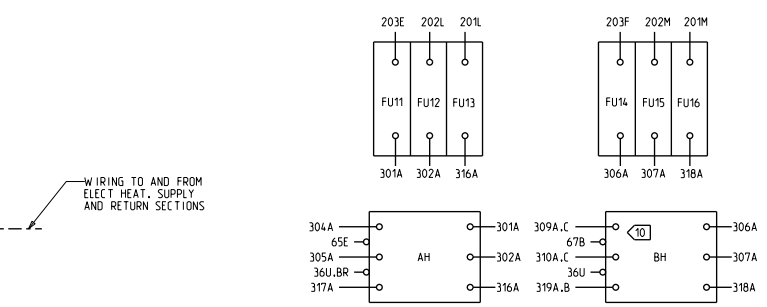 203E 202L 201L 203F 202M 201M
FU11 FU12 FU13 FU14 FU15 FU16
301A 302A 316A 306A 307A 318A
WIRING TO AND FROM
ELECT HEAT. SUPPLY
AND RETURN SECTIONS
304A 301A 309A.C 10 306A
65E 67B
305A AH 302A 310A.C BH 307A
36U.BR 36U
317A 316A 319A.B 318A